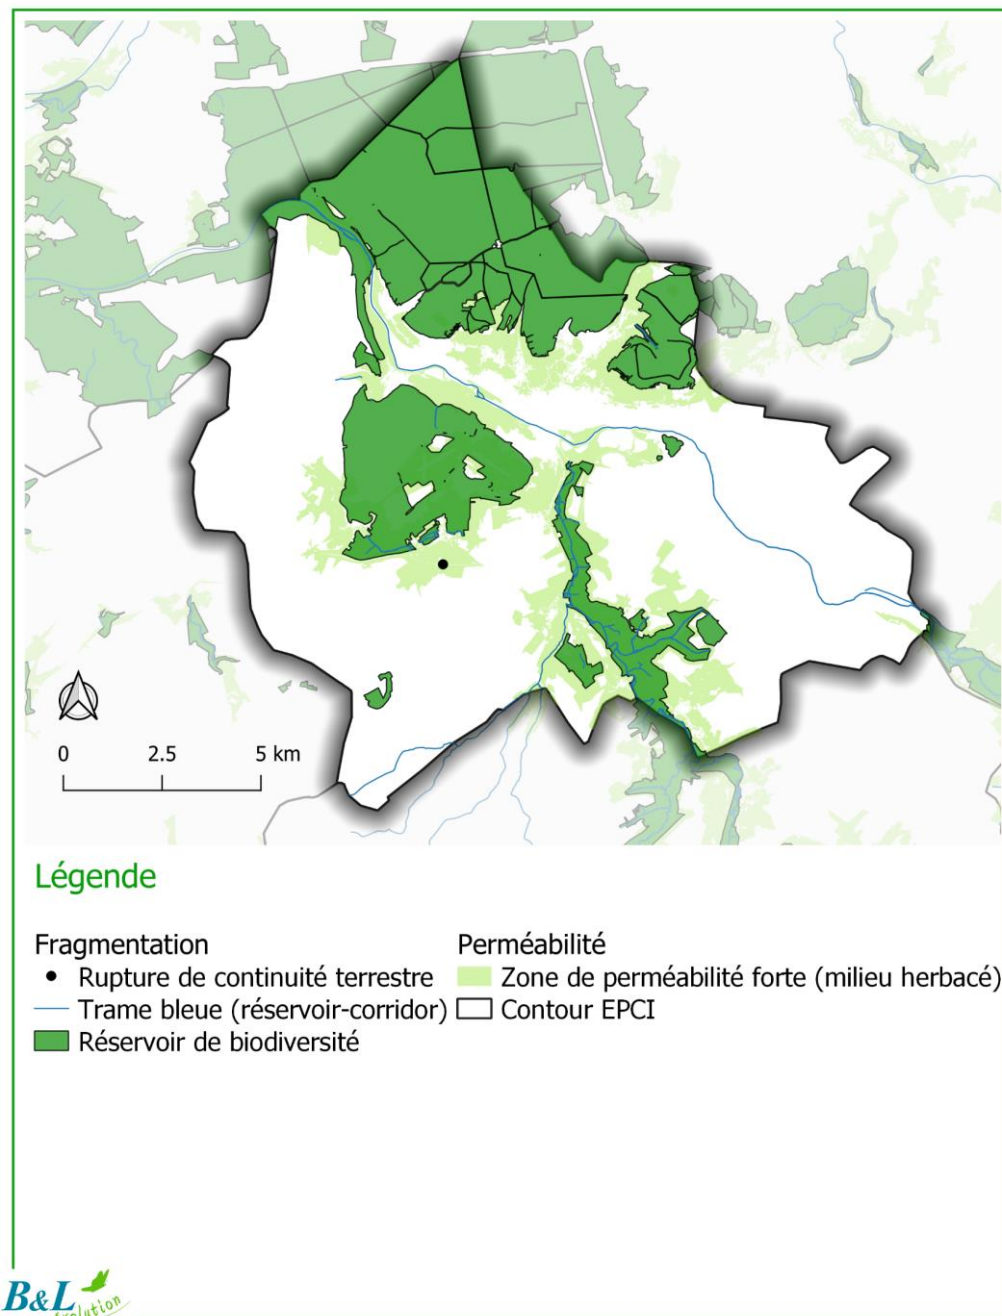 0 2.5 5 km
Légende
Fragmentation
Rupture de continuité terrestre
Trame bleue (réservoir-corridor)
Réservoir de biodiversité
Perméabilité
Zone de perméabilité forte (milieu herbacé)
Contour EPCI
B&L
evolution